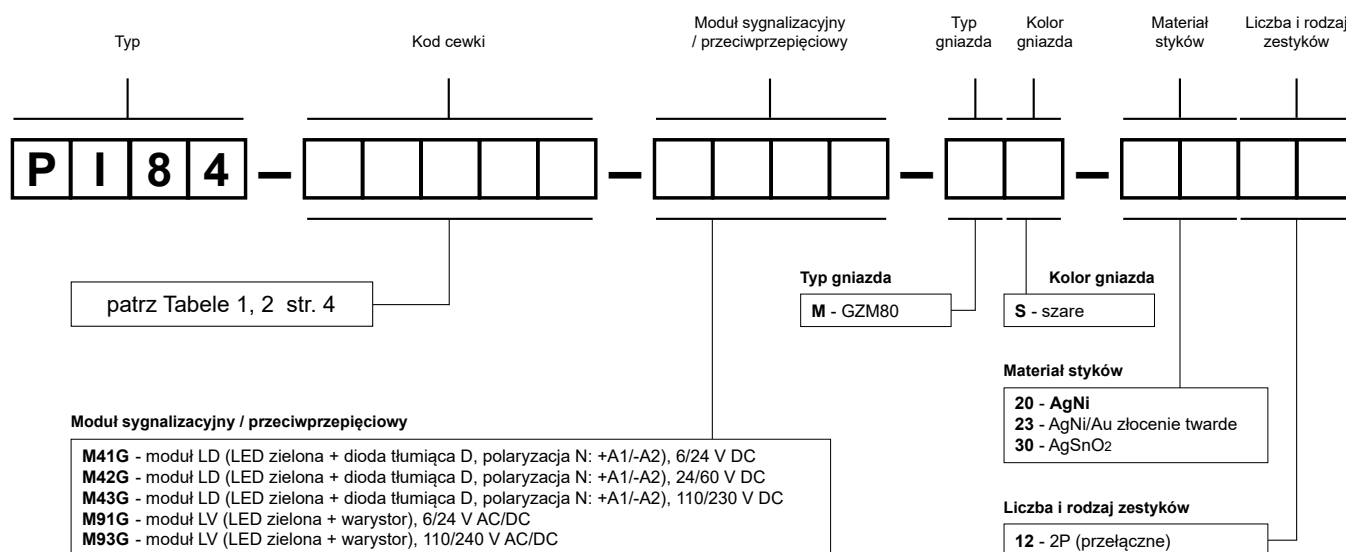 Typ
Kod cewki
Moduł sygnalizacyjny
/ przeciwprzepięciowy
Typ
gniazda
Kolor
gniazda
Materiał
styków
Liczba i rodzaj
zestyków
P I 8 4 – – – –
patrz Tabele 1, 2 str. 4
Typ gniazda
M - GZM80
Kolor gniazda
S - szare
Materiał styków
20 - AgNi
23 - AgNi/Au złocenie twarde
30 - AgSnO2
Moduł sygnalizacyjny / przeciwprzepięciowy
M41G - moduł LD (LED zielona + dioda tłumiąca D, polaryzacja N: +A1/-A2), 6/24 V DC
M42G - moduł LD (LED zielona + dioda tłumiąca D, polaryzacja N: +A1/-A2), 24/60 V DC
M43G - moduł LD (LED zielona + dioda tłumiąca D, polaryzacja N: +A1/-A2), 110/230 V DC
M91G - moduł LV (LED zielona + warystor), 6/24 V AC/DC
M93G - moduł LV (LED zielona + warystor), 110/240 V AC/DC
Liczba i rodzaj zestyków
12 - 2P (przełączne)